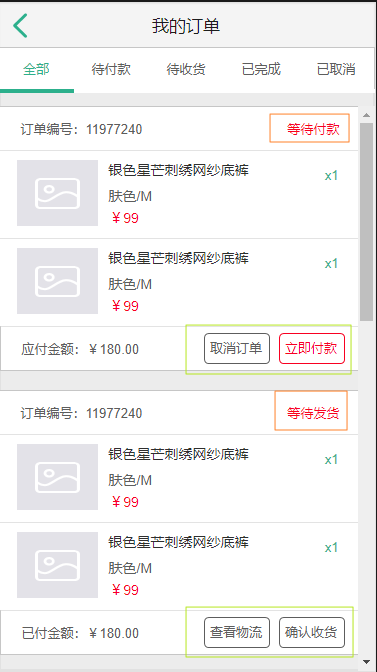 我的订单
全部 待付款 待收货 已完成 已取消
订单编号：11977240 等待付款
银色星芒刺绣网纱底裤 x1
肤色/M
￥99
银色星芒刺绣网纱底裤 x1
肤色/M
￥99
应付金额：￥180.00 取消订单 立即付款
订单编号：11977240 等待发货
银色星芒刺绣网纱底裤 x1
肤色/M
￥99
银色星芒刺绣网纱底裤 x1
肤色/M
￥99
已付金额：￥180.00 查看物流 确认收货